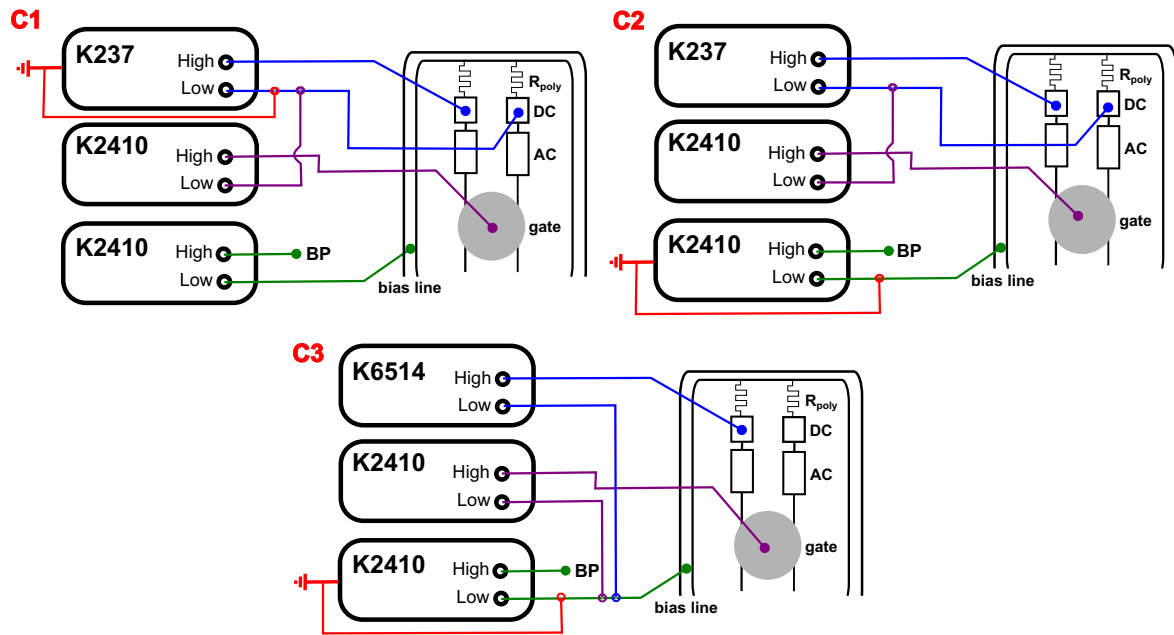 C1
K237
High
Low
K2410
High
Low
K2410
High
Low
BP
bias line
Rpoly
DC
AC
gate
C2
K237
High
Low
K2410
High
Low
K2410
High
Low
BP
bias line
Rpoly
DC
AC
gate
C3
K6514
High
Low
K2410
High
Low
K2410
High
Low
BP
bias line
Rpoly
DC
AC
gate